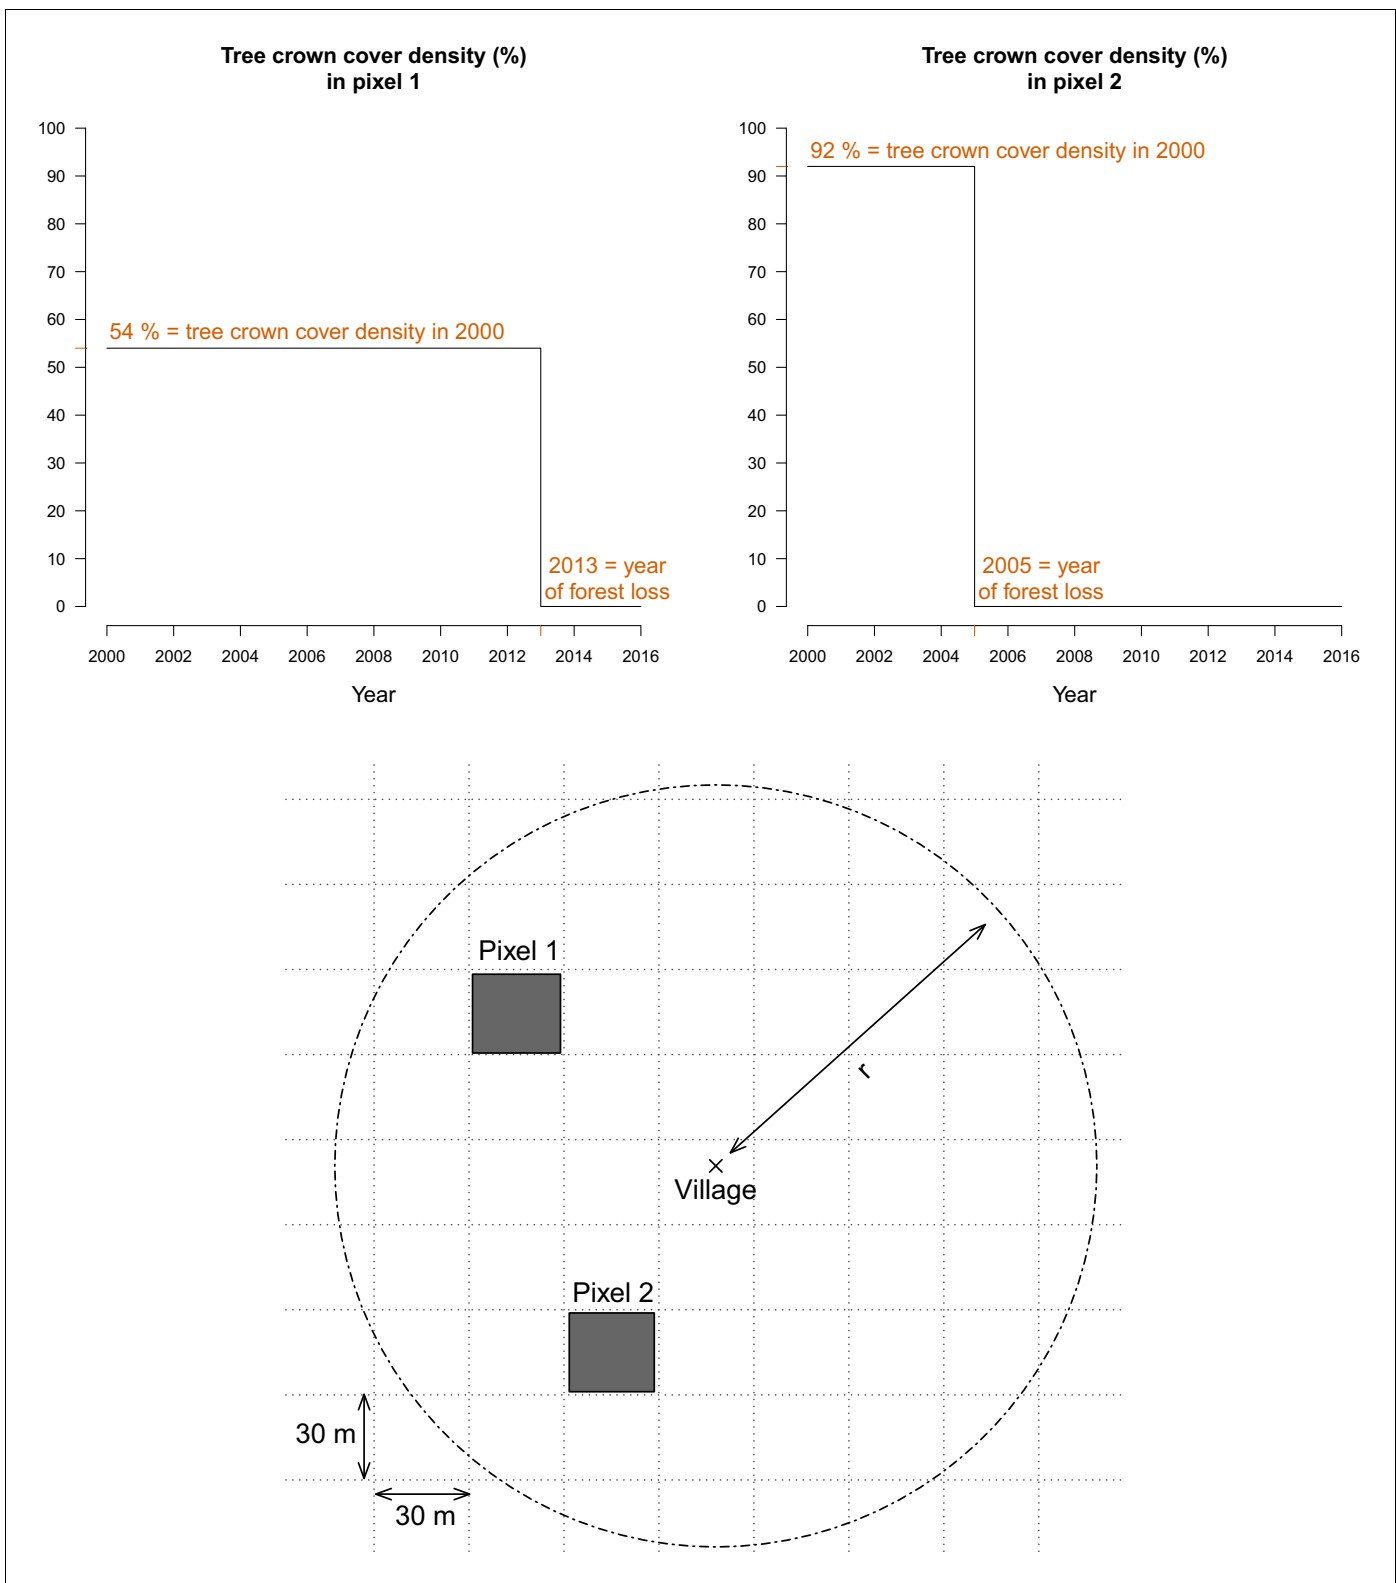 Tree crown cover density (%)
in pixel 1
100
90
80
70
60
50
40
30
20
10
0
54 % = tree crown cover density in 2000
2013 = year
of forest loss
2000 2002 2004 2006 2008 2010 2012 2014 2016
Year
Tree crown cover density (%)
in pixel 2
100
90
80
70
60
50
40
30
20
10
0
92 % = tree crown cover density in 2000
2005 = year
of forest loss
2000 2002 2004 2006 2008 2010 2012 2014 2016
Year
Pixel 1
r
Village
Pixel 2
30 m
30 m